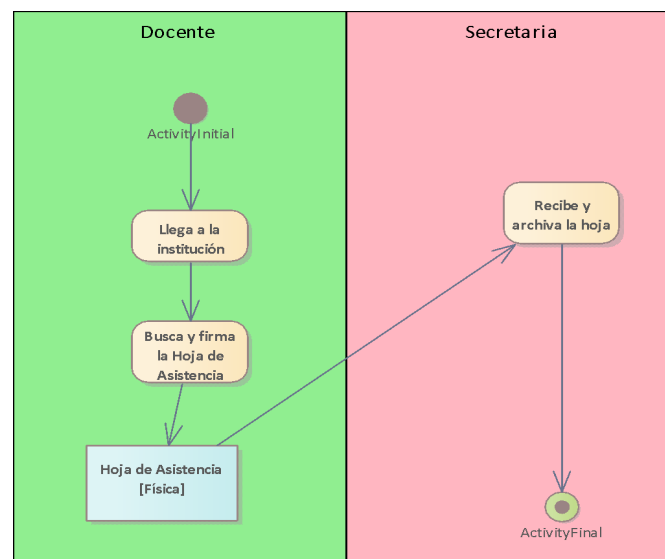 Docente
Secretaria
ActivityInitial
Llega a la
institución
Busca y firma
la Hoja de
Asistencia
Hoja de Asistencia
[Física]
Recibe y
archiva la hoja
ActivityFinal